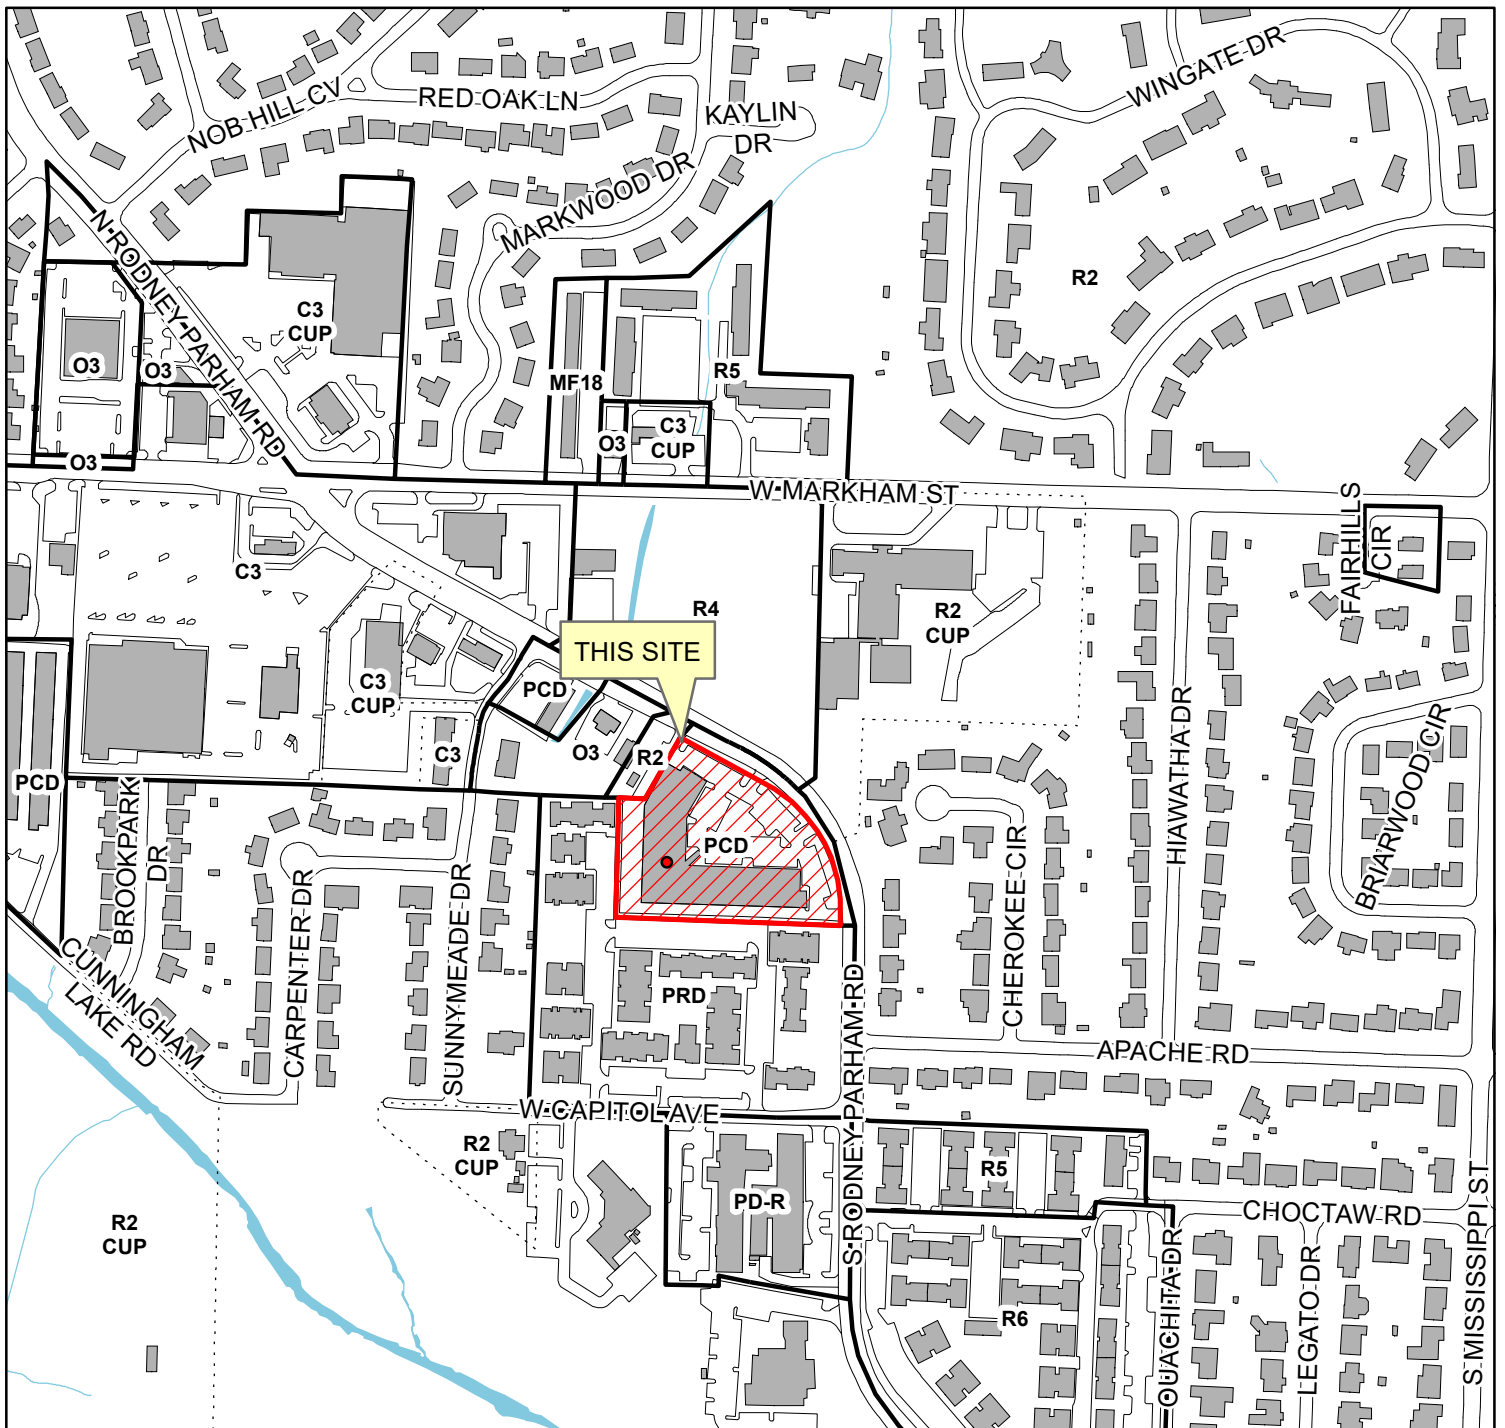 WINGATE DR
NOB HILL CV
RED OAK LN
KAYLIN
DR
MARKWOOD DR
N RODNEY PARHAM RD
C3
CUP
R2
O3
O3
MF18
R5
O3
C3
CUP
O3
W MARKHAM ST
FAIRHILLS
CIR
C3
R4
R2
CUP
THIS SITE
PCD
C3
CUP
O3
R2
C3
PCD
HIAWATHA DR
BRIARWOOD CIR
PCD
BROOKPARK
DR
CARPENTER DR
SUNNYMEADE DR
CHEROKEE CIR
CUNNINGHAM
LAKE RD
PRD
S RODNEY PARHAM RD
APACHE RD
W CAPITOL AVE
R2
CUP
R5
PD-R
R2
CUP
CHOCTAW RD
OUACHITA DR
LEGATO DR
S MISSISSIPPI ST
R6